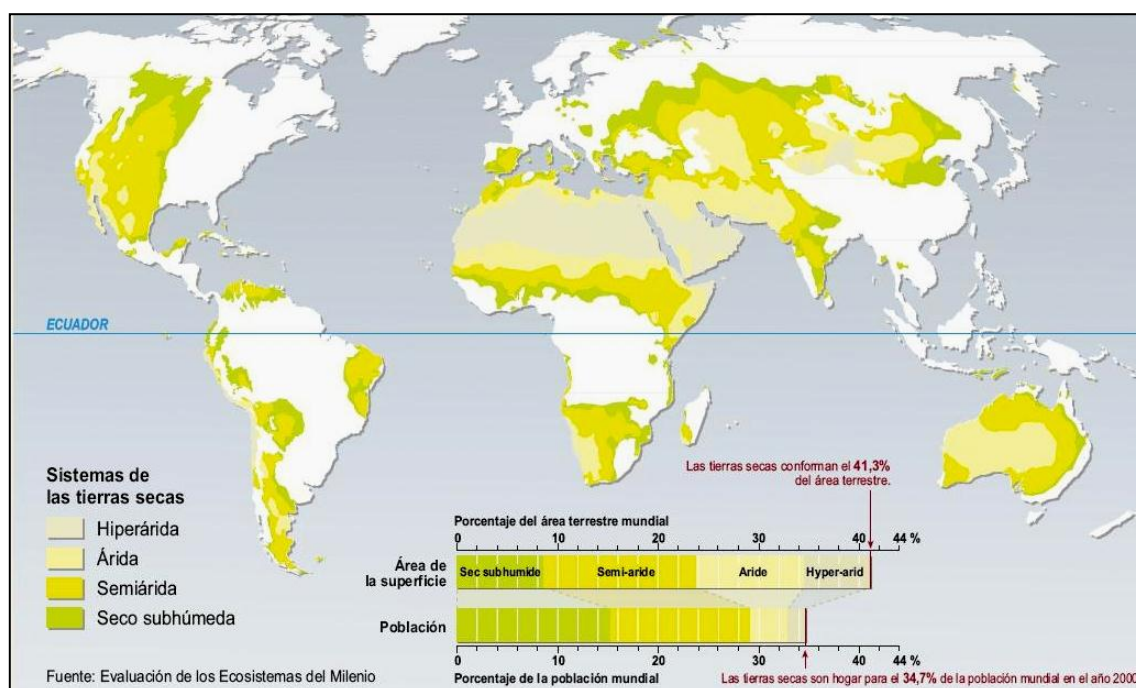 ECUADOR
Sistemas de
las tierras secas
Hiperárida
Árida
Semiárida
Seco subhúmeda
Fuente: Evaluación de los Ecosistemas del Milenio
Las tierras secas conforman el 41,3%
del área terrestre.
Porcentaje del área terrestre mundial
0 10 20 30 40 44 %
Área de
la superficie
Sec subhumide Semi-aride Aride Hyper-arid
Población
0 10 20 30 40 44 %
Porcentaje de la población mundial
Las tierras secas son hogar para el 34,7% de la población mundial en el año 2000